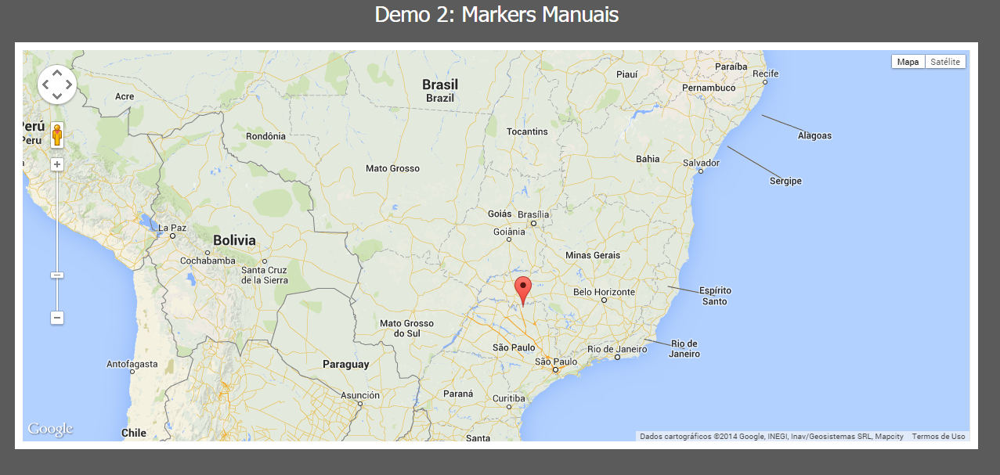 Demo 2: Markers Manuais
Mapa
Satélite
Paraíba
Recife
Piauí
Brasil
Brazil
Pernambuco
Acre
Perú
Peru
Rondônia
Tocantins
Alagoas
Mato Grosso
Bahia
Salvador
Sergipe
Goiás
Brasília
La Paz
Goiânia
Bolivia
Cochabamba
Minas Gerais
Santa Cruz
de la Sierra
Belo Horizonte
Espírito
Santo
Mato Grosso
do Sul
São Paulo
Rio de Janeiro
Rio de
Janeiro
Antofagasta
Paraguay
São Paulo
Asunción
Paraná
Curitiba
Google
Chile
Santa
Dados cartográficos ©2014 Google, INEGI, Inav/Geosistemas SRL, Mapcity
Termos de Uso